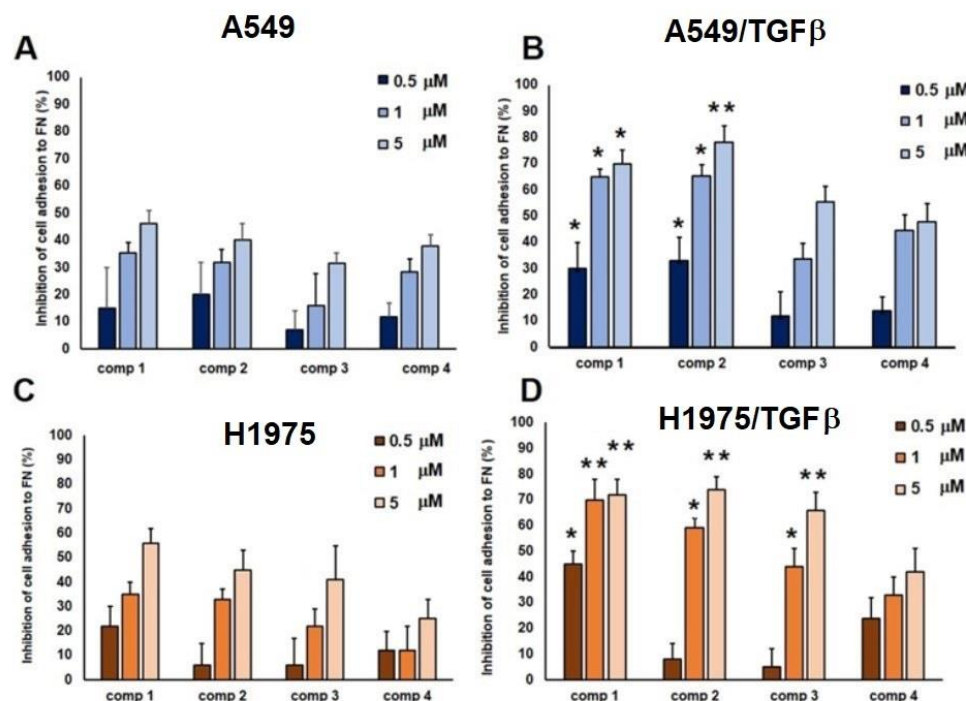 A
A549
Inhibition of cell adhesion to FN (%)
100
90
80
70
60
50
40
30
20
10
0
0.5 μM
1 μM
5 μM
comp 1 comp 2 comp 3 comp 4
B
A549/TGFβ
Inhibition of cell adhesion to FN (%)
100
90
80
70
60
50
40
30
20
10
0
0.5 μM
1 μM
5 μM
* * * * * **
comp 1 comp 2 comp 3 comp 4
C
H1975
Inhibition of cell adhesion to FN (%)
100
90
80
70
60
50
40
30
20
10
0
0.5 μM
1 μM
5 μM
comp 1 comp 2 comp 3 comp 4
D
H1975/TGFβ
Inhibition of cell adhesion to FN (%)
100
90
80
70
60
50
40
30
20
10
0
0.5 μM
1 μM
5 μM
* ** ** * ** * **
comp 1 comp 2 comp 3 comp 4